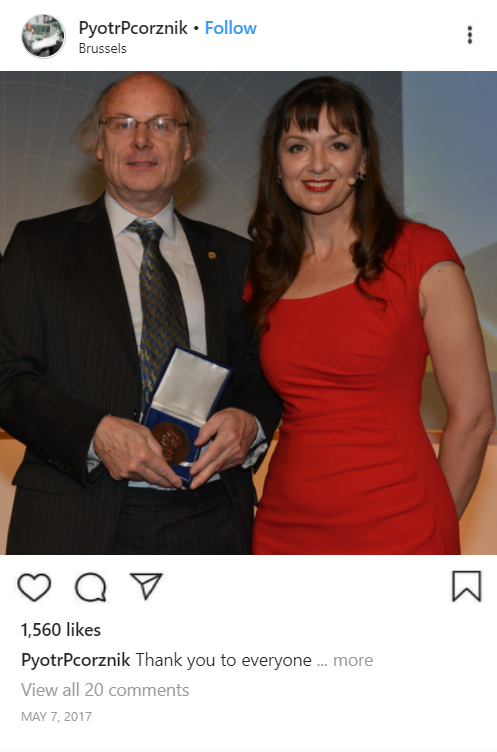 PyotrPcorznik • Follow
Brussels
1,560 likes
PyotrPcorznik Thank you to everyone ... more
View all 20 comments
MAY 7, 2017